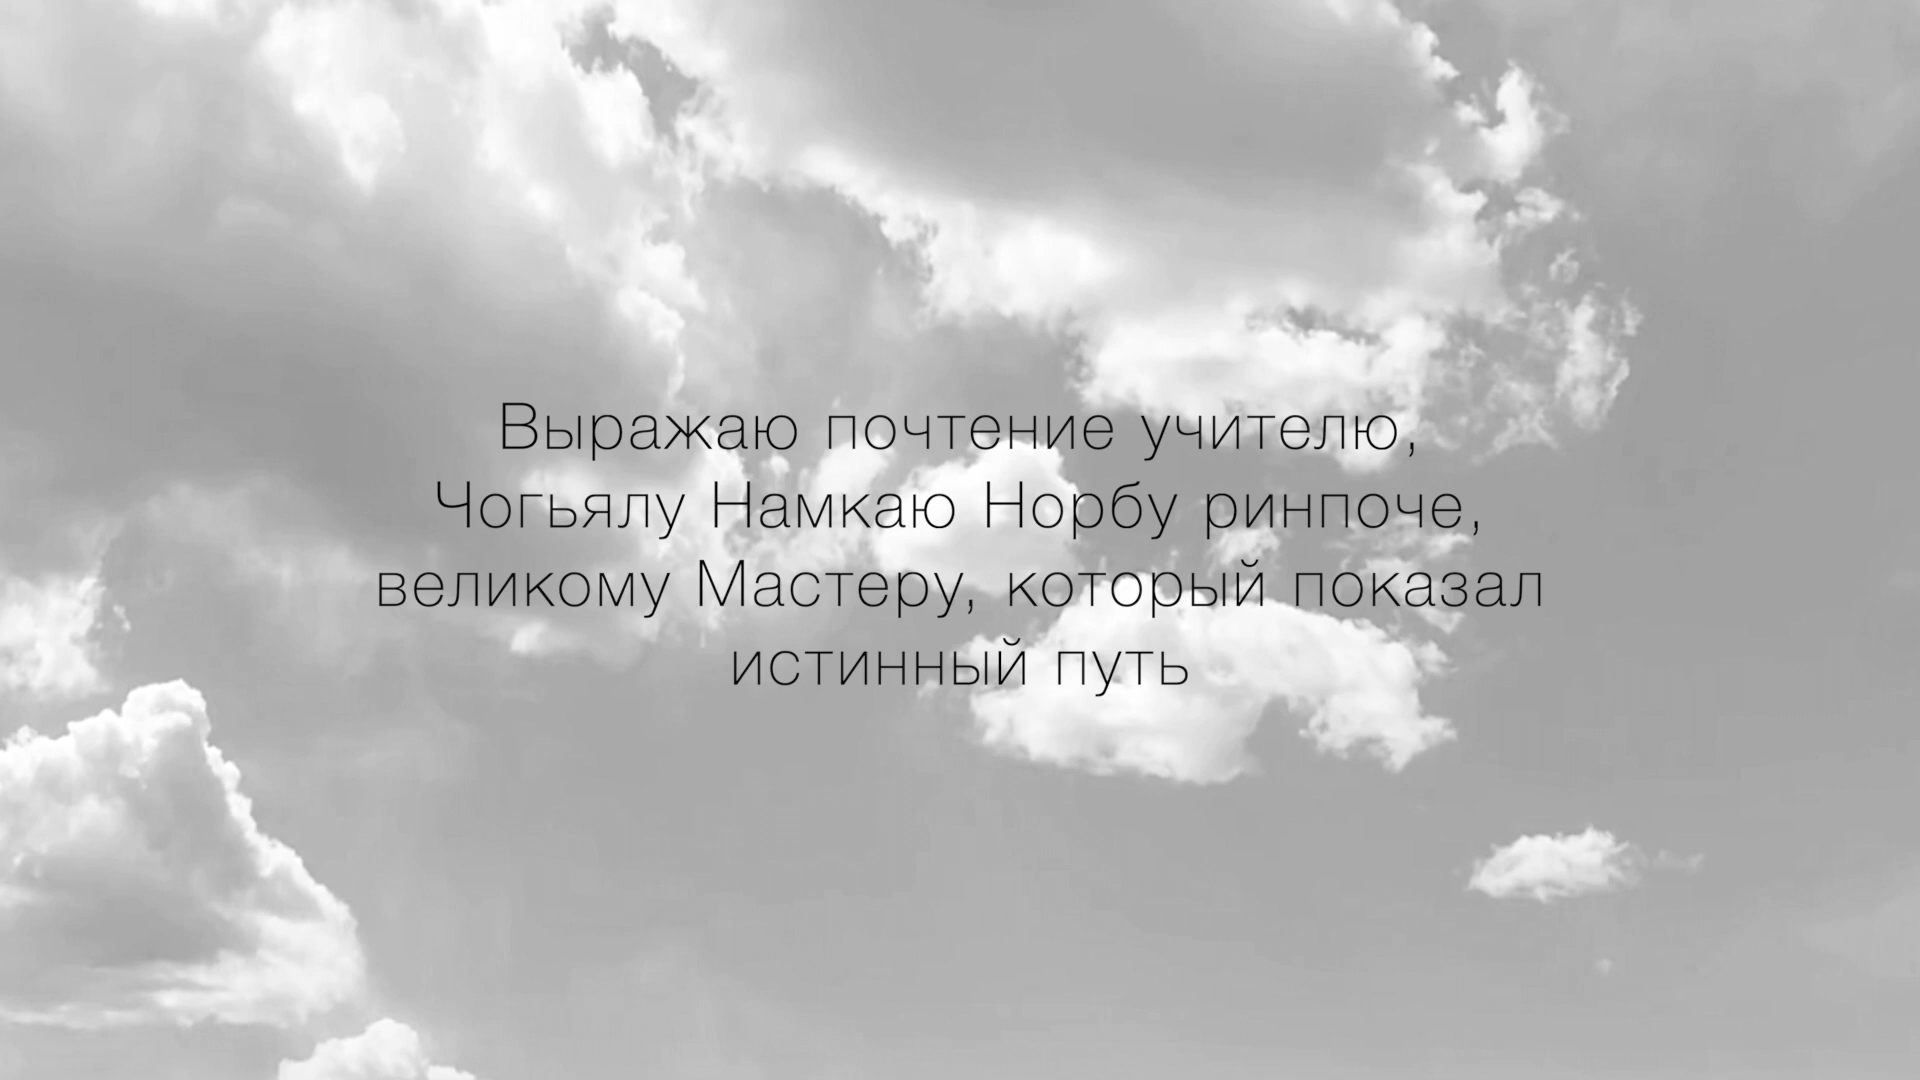 Выражаю почтение учителю,
Чогьялу Намкаю Норбу ринпоче,
великому Мастеру, который показал
истинный путь